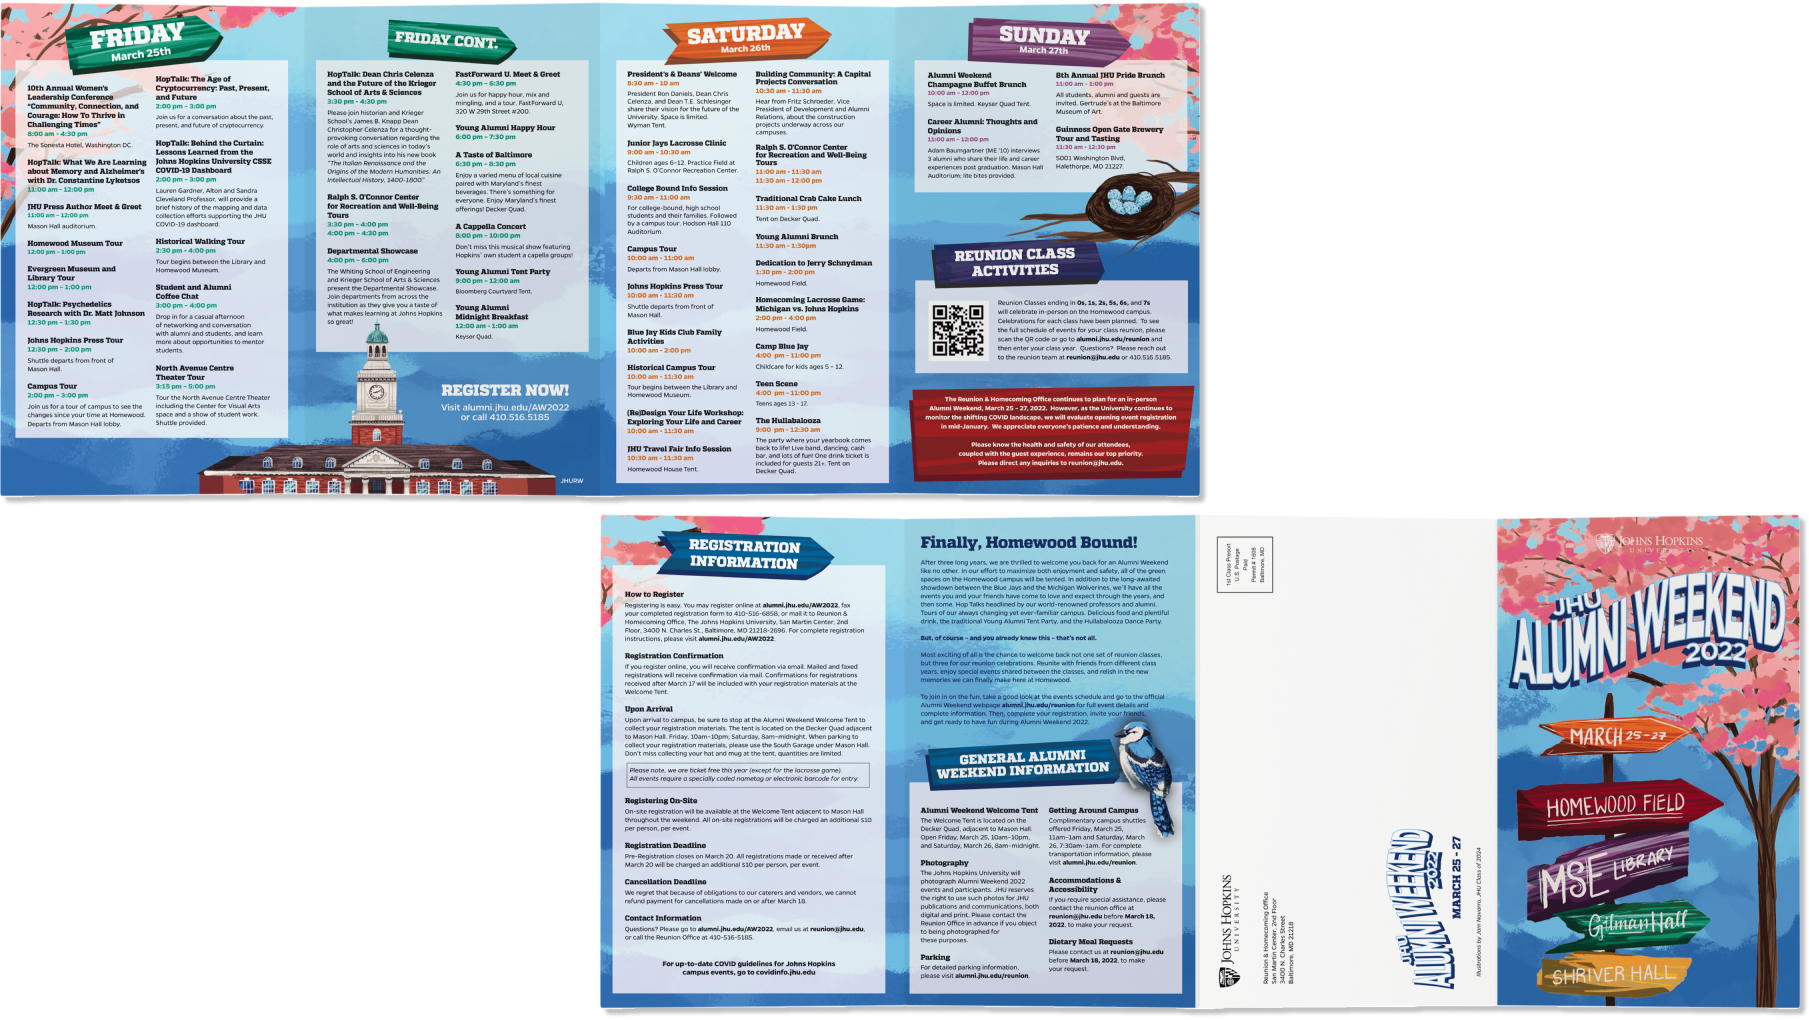 FRIDAY
March 25th
10th Annual Women's
Leadership Conference
"Community, Connection, and
Courage: How To Thrive in
Challenging Times"
8:00 am - 4:30 pm
The Sonesta Hotel, Washington DC.
HopTalk: What We Are Learning
about Memory and Alzheimer's
with Dr. Constantine Lyketsos
11:00 am - 12:00 pm
JHU Press Author Meet & Greet
11:00 am - 12:00 pm
Mason Hall auditorium.
Homewood Museum Tour
12:00 pm - 1:00 pm
Evergreen Museum and
Library Tour
12:00 pm - 1:00 pm
HopTalk: Psychedelics
Research with Dr. Matt Johnson
12:30 pm - 1:30 pm
Johns Hopkins Press Tour
12:30 pm - 2:00 pm
Shuttle departs from front of
Mason Hall.
Campus Tour
2:00 pm - 3:00 pm
Join us for a tour of campus to see the
changes since your time at Homewood.
Departs from Mason Hall lobby.
HopTalk: The Age of
Cryptocurrency: Past, Present,
and Future
2:00 pm - 3:00 pm
Join us for a conversation about the past,
present, and future of cryptocurrency.
HopTalk: Behind the Curtain:
Lessons Learned from the
Johns Hopkins University CSSE
COVID-19 Dashboard
2:00 pm - 3:00 pm
Lauren Gardner, Alton and Sandra
Cleveland Professor, will provide a
brief history of the mapping and data
collection efforts supporting the JHU
COVID-19 dashboard.
Historical Walking Tour
2:30 pm - 4:00 pm
Tour begins between the Library and
Homewood Museum.
Student and Alumni
Coffee Chat
3:00 pm - 4:00 pm
Drop in for a casual afternoon
of networking and conversation
with alumni and students, and learn
more about opportunities to mentor
students.
North Avenue Centre
Theater Tour
3:15 pm - 5:00 pm
Tour the North Avenue Centre Theater
including the Center for Visual Arts
space and a show of student work.
Shuttle provided.
FRIDAY CONT.
HopTalk: Dean Chris Celenza
and the Future of the Krieger
School of Arts & Sciences
3:30 pm - 4:30 pm
Please join historian and Krieger
School's James B. Knapp Dean
Christopher Celenza for a thought-
provoking conversation regarding the
role of arts and sciences in today's
world and insights into his new book
"The Italian Renaissance and the
Origins of the Modern Humanities: An
Intellectual History, 1400-1800."
Ralph S. O'Connor Center
for Recreation and Well-Being
Tours
3:30 pm - 4:00 pm
4:00 pm - 4:30 pm
Departmental Showcase
4:00 pm - 6:00 pm
The Whiting School of Engineering
and Krieger School of Arts & Sciences
present the Departmental Showcase.
Join departments from across the
institution as they give you a taste of
what makes learning at Johns Hopkins
so great!
FastForward U. Meet & Greet
4:30 pm - 6:30 pm
Join us for happy hour, mix and
mingling, and a tour. FastForward U,
320 W 29th Street #200.
Young Alumni Happy Hour
6:00 pm - 7:30 pm
A Taste of Baltimore
6:30 pm - 8:30 pm
Enjoy a varied menu of local cuisine
paired with Maryland's finest
beverages. There's something for
everyone. Enjoy Maryland's finest
offerings! Decker Quad.
A Cappella Concert
8:00 pm - 10:00 pm
Don't miss this musical show featuring
Hopkins' own student a capella groups!
Young Alumni Tent Party
9:00 pm - 12:00 am
Bloomberg Courtyard Tent.
Young Alumni
Midnight Breakfast
12:00 am - 1:00 am
Keyser Quad.
REGISTER NOW!
Visit alumni.jhu.edu/AW2022
or call 410.516.5185
JHURW
SATURDAY
March 26th
President's & Deans' Welcome
8:30 am - 10 am
President Ron Daniels, Dean Chris
Celenza, and Dean T.E. Schlesinger
share their vision for the future of the
University. Space is limited.
Wyman Tent.
Junior Jays Lacrosse Clinic
9:00 am - 10:30 am
Children ages 6-12. Practice Field at
Ralph S. O'Connor Recreation Center.
College Bound Info Session
9:30 am - 11:00 am
For college-bound, high school
students and their families. Followed
by a campus tour. Hodson Hall 110
Auditorium.
Campus Tour
10:00 am - 11:00 am
Departs from Mason Hall lobby.
Johns Hopkins Press Tour
10:00 am - 11:30 am
Shuttle departs from front of
Mason Hall.
Blue Jay Kids Club Family
Activities
10:00 am - 2:00 pm
Historical Campus Tour
10:00 am - 11:30 am
Tour begins between the Library and
Homewood Museum.
(Re)Design Your Life Workshop:
Exploring Your Life and Career
10:00 am - 11:30 am
JHU Travel Fair Info Session
10:30 am - 11:30 am
Homewood House Tent.
Building Community: A Capital
Projects Conversation
10:30 am - 11:30 am
Hear from Fritz Schroeder, Vice
President of Development and Alumni
Relations, about the construction
projects underway across our
campuses.
Ralph S. O'Connor Center
for Recreation and Well-Being
Tours
11:00 am - 11:30 am
11:30 am - 12:00 pm
Traditional Crab Cake Lunch
11:30 am - 1:30 pm
Tent on Decker Quad.
Young Alumni Brunch
11:30 am - 1:30pm
Dedication to Jerry Schnydman
1:30 pm - 2:00 pm
Homewood Field.
Homecoming Lacrosse Game:
Michigan vs. Johns Hopkins
2:00 pm - 4:00 pm
Homewood Field.
Camp Blue Jay
4:00 pm - 11:00 pm
Childcare for kids ages 5 - 12.
Teen Scene
4:00 pm - 11:00 pm
Teens ages 13 - 17.
The Hullabalooza
9:00 pm - 12:30 am
The party where your yearbook comes
back to life! Live band, dancing, cash
bar, and lots of fun! One drink ticket is
included for guests 21+. Tent on
Decker Quad.
SUNDAY
March 27th
Alumni Weekend
Champagne Buffet Brunch
10:00 am - 12:00 pm
Space is limited. Keyser Quad Tent.
Career Alumni: Thoughts and
Opinions
11:00 am - 12:00 pm
Adam Baumgartner (ME '10) interviews
3 alumni who share their life and career
experiences post graduation. Mason Hall
Auditorium; lite bites provided.
8th Annual JHU Pride Brunch
11:00 am - 1:00 pm
All students, alumni and guests are
invited. Gertrude's at the Baltimore
Museum of Art.
Guinness Open Gate Brewery
Tour and Tasting
11:30 am - 12:30 pm
5001 Washington Blvd,
Halethorpe, MD 21227.
REUNION CLASS
ACTIVITIES
Reunion Classes ending in 0s, 1s, 2s, 5s, 6s, and 7s
will celebrate in-person on the Homewood campus.
Celebrations for each class have been planned. To see
the full schedule of events for your class reunion, please
scan the QR code or go to alumni.jhu.edu/reunion and
then enter your class year. Questions? Please reach out
to the reunion team at reunion@jhu.edu or 410.516.5185.
The Reunion & Homecoming Office continues to plan for an in-person
Alumni Weekend, March 25 - 27, 2022. However, as the University continues to
monitor the shifting COVID landscape, we will evaluate opening event registration
in mid-January. We appreciate everyone's patience and understanding.
Please know the health and safety of our attendees,
coupled with the guest experience, remains our top priority.
Please direct any inquiries to reunion@jhu.edu.
REGISTRATION
INFORMATION
How to Register
Registering is easy. You may register online at alumni.jhu.edu/AW2022, fax
your completed registration form to 410-516-6858, or mail it to Reunion &
Homecoming Office, The Johns Hopkins University, San Martin Center, 2nd
Floor, 3400 N. Charles St., Baltimore, MD 21218-2696. For complete registration
instructions, please visit alumni.jhu.edu/AW2022.
Registration Confirmation
If you register online, you will receive confirmation via email. Mailed and faxed
registrations will receive confirmation via mail. Confirmations for registrations
received after March 17 will be included with your registration materials at the
Welcome Tent.
Upon Arrival
Upon arrival to campus, be sure to stop at the Alumni Weekend Welcome Tent to
collect your registration materials. The tent is located on the Decker Quad adjacent
to Mason Hall. Friday, 10am-10pm; Saturday, 8am-midnight. When parking to
collect your registration materials, please use the South Garage under Mason Hall.
Don't miss collecting your hat and mug at the tent, quantities are limited.
Please note, we are ticket free this year (except for the lacrosse game).
All events require a specially coded nametag or electronic barcode for entry.
Registering On-Site
On-site registration will be available at the Welcome Tent adjacent to Mason Hall
throughout the weekend. All on-site registrations will be charged an additional $10
per person, per event.
Registration Deadline
Pre-Registration closes on March 20. All registrations made or received after
March 20 will be charged an additional $10 per person, per event.
Cancellation Deadline
We regret that because of obligations to our caterers and vendors, we cannot
refund payment for cancellations made on or after March 18.
Contact Information
Questions? Please go to alumni.jhu.edu/AW2022, email us at reunion@jhu.edu,
or call the Reunion Office at 410-516-5185.
For up-to-date COVID guidelines for Johns Hopkins
campus events, go to covidinfo.jhu.edu
Finally, Homewood Bound!
After three long years, we are thrilled to welcome you back for an Alumni Weekend
like no other. In our effort to maximize both enjoyment and safety, all of the green
spaces on the Homewood campus will be tented. In addition to the long-awaited
showdown between the Blue Jays and the Michigan Wolverines, we'll have all the
events you and your friends have come to love and expect through the years, and
then some. Hop Talks headlined by our world-renowned professors and alumni.
Tours of our always changing yet ever-familiar campus. Delicious food and plentiful
drink, the traditional Young Alumni Tent Party, and the Hullabalooza Dance Party.
But, of course - and you already knew this - that's not all.
Most exciting of all is the chance to welcome back not one set of reunion classes,
but three for our reunion celebrations. Reunite with friends from different class
years, enjoy special events shared between the classes, and relish in the new
memories we can finally make here at Homewood.
To join in on the fun, take a good look at the events schedule and go to the official
Alumni Weekend webpage alumni.jhu.edu/reunion for full event details and
complete information. Then, complete your registration, invite your friends,
and get ready to have fun during Alumni Weekend 2022.
GENERAL ALUMNI
WEEKEND INFORMATION
Alumni Weekend Welcome Tent
The Welcome Tent is located on the
Decker Quad, adjacent to Mason Hall.
Open Friday, March 25, 10am-10pm,
and Saturday, March 26, 8am-midnight.
Photography
The Johns Hopkins University will
photograph Alumni Weekend 2022
events and participants. JHU reserves
the right to use such photos for JHU
publications and communications, both
digital and print. Please contact the
Reunion Office in advance if you object
to being photographed for
these purposes.
Parking
For detailed parking information,
please visit alumni.jhu.edu/reunion.
Getting Around Campus
Complimentary campus shuttles
offered Friday, March 25,
11am-1am and Saturday, March
26, 7:30am-1am. For complete
transportation information, please
visit alumni.jhu.edu/reunion.
Accommodations &
Accessibility
If you require special assistance, please
contact the reunion office at
reunion@jhu.edu before March 18,
2022, to make your request.
Dietary Meal Requests
Please contact us at reunion@jhu.edu
before March 18, 2022, to make
your request.
1st Class Presort
U.S. Postage
Paid
Permit # 1608
Baltimore, MD
JOHNS HOPKINS
UNIVERSITY
Reunion & Homecoming Office
San Martin Center, 2nd Floor
3400 N. Charles Street
Baltimore, MD 21218
JHU
ALUMNI WEEKEND
2022
MARCH 25 - 27
Illustrations by Jam Navarro, JHU Class of 2024
JOHNS HOPKINS
UNIVERSITY
JHU
ALUMNI WEEKEND
2022
MARCH 25-27
HOMEWOOD FIELD
MSE LIBRARY
Gilman Hall
SHRIVER HALL